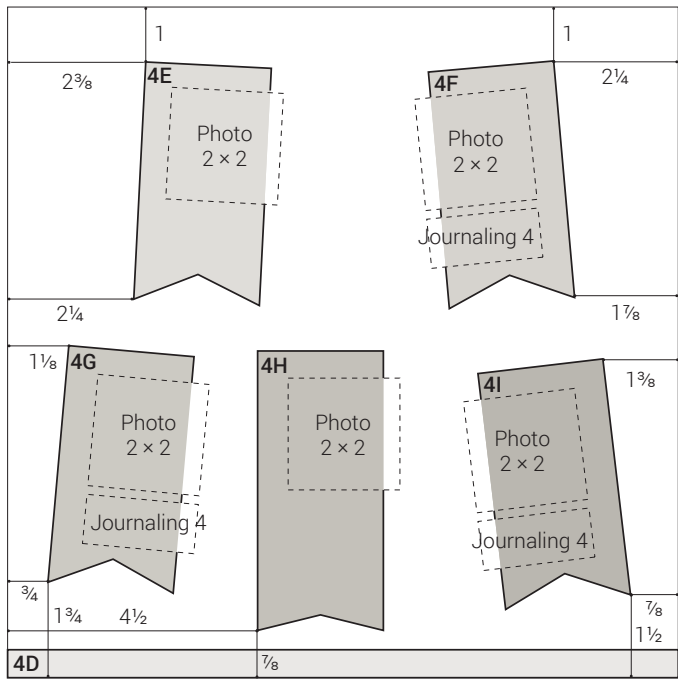 1
1
4E
2⅜
4F
2¼
Photo
2 × 2
Photo
2 × 2
Journaling 4
2¼
1⅞
1⅛
4G
4H
4I
1⅜
Photo
2 × 2
Photo
2 × 2
Photo
2 × 2
Journaling 4
Journaling 4
¾
1¾
4½
⅞
1½
4D
⅞